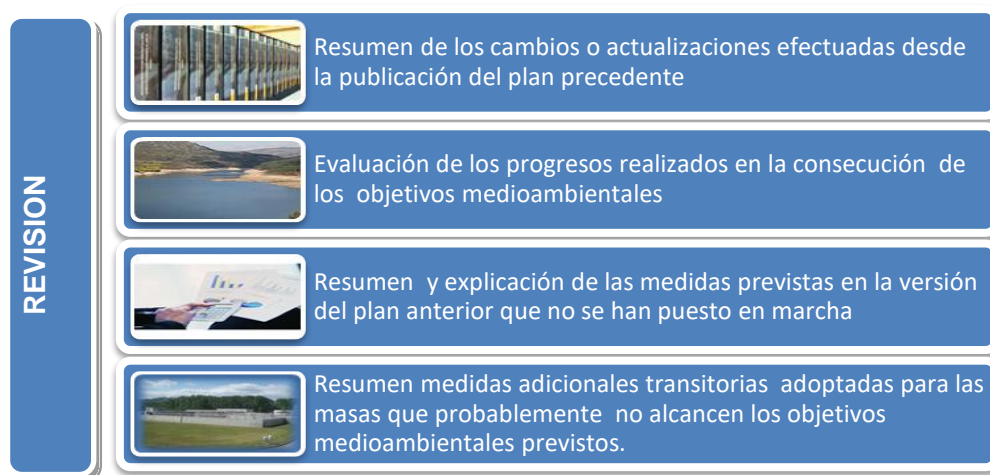 REVISION
Resumen de los cambios o actualizaciones efectuadas desde
la publicación del plan precedente
Evaluación de los progresos realizados en la consecución  de
los  objetivos medioambientales
Resumen  y explicación de las medidas previstas en la versión
del plan anterior que no se han puesto en marcha
Resumen medidas adicionales transitorias  adoptadas para las
masas que probablemente  no alcancen los objetivos
medioambientales previstos.